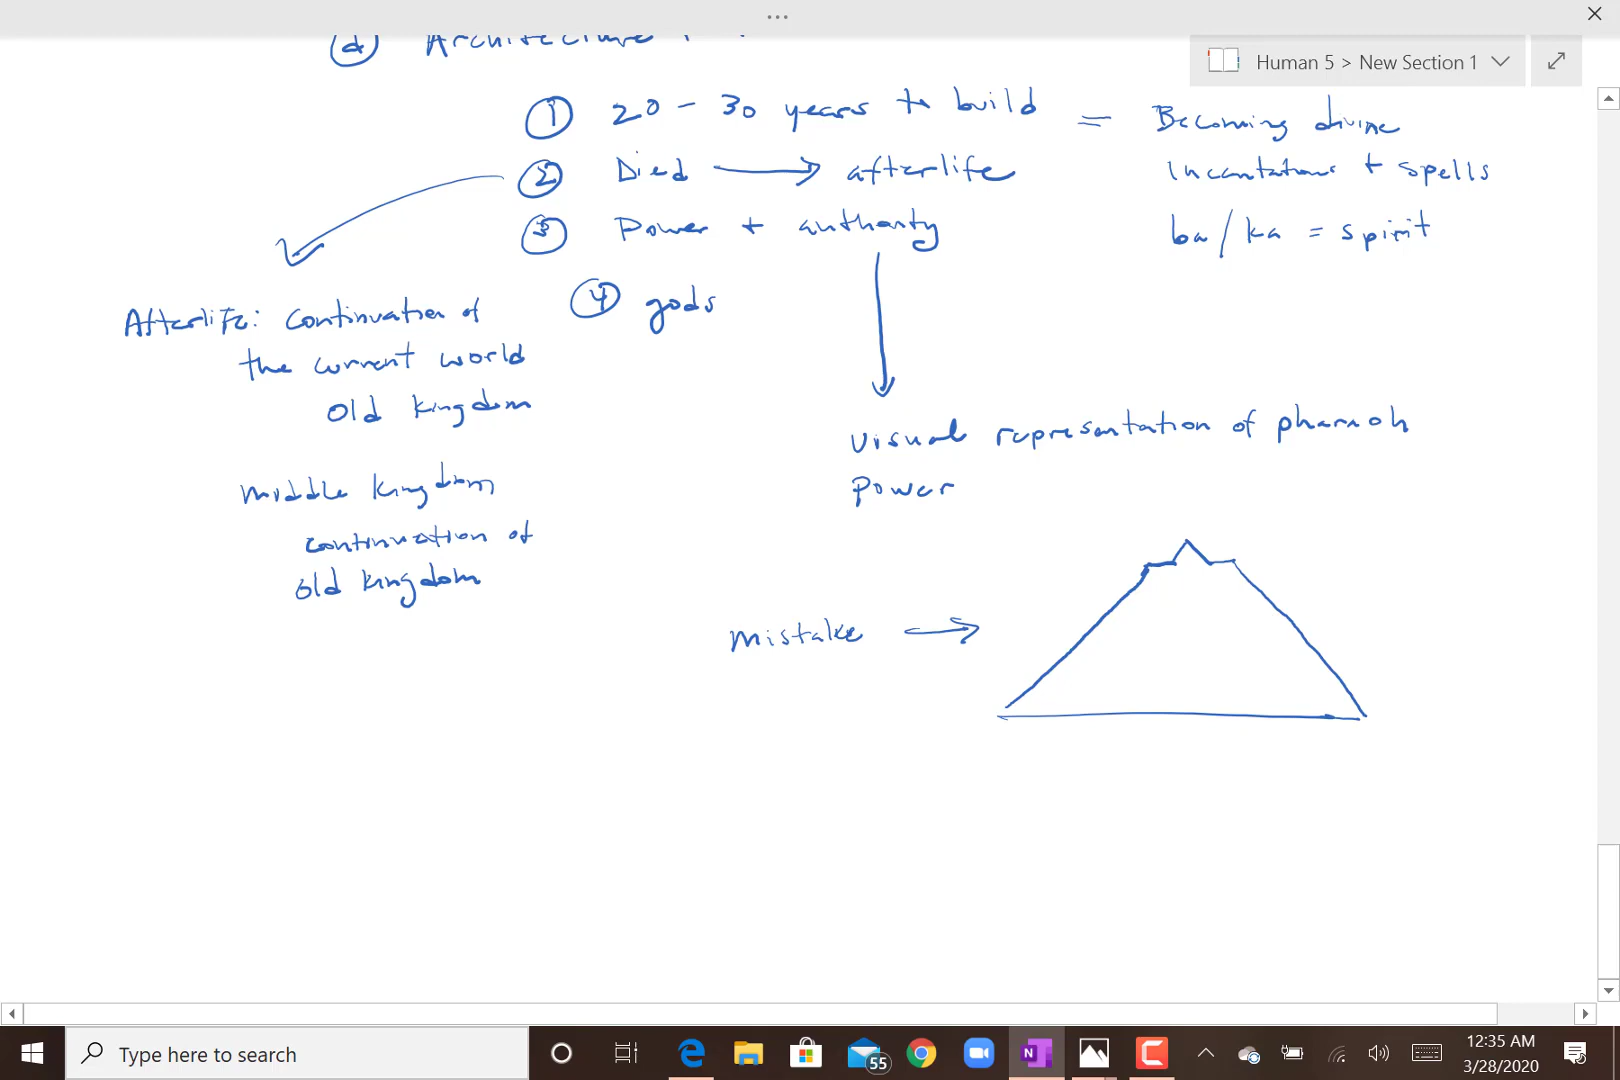 Human 5 > New Section 1
(d) Architecture
① 20 - 30 years to build = Becoming divine
② Died → afterlife Incantations + spells
③ Power + authority ba/ka = spirit
④ gods
Afterlife: Continuation of
the current world
old kingdom
Visual representation of pharaoh
power
middle kingdom
continuation of
old kingdom
mistake →
Type here to search
55
12:35 AM
3/28/2020